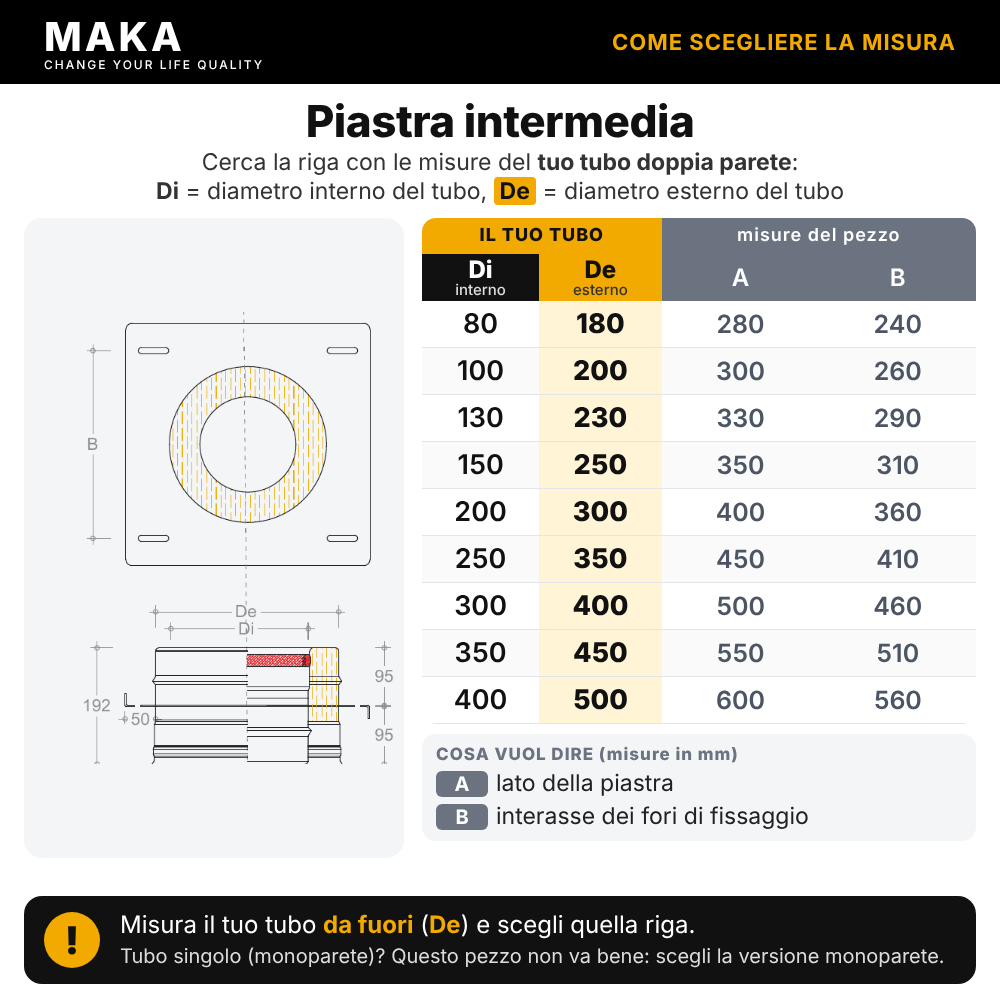 MAKA
CHANGE YOUR LIFE QUALITY
COME SCEGLIERE LA MISURA
Piastra intermedia
Cerca la riga con le misure del tuo tubo doppia parete:
Di = diametro interno del tubo, De = diametro esterno del tubo
B
De
Di
192
50
95
95
IL TUO TUBO misure del pezzo
Di De A B
interno esterno
80 180 280 240
100 200 300 260
130 230 330 290
150 250 350 310
200 300 400 360
250 350 450 410
300 400 500 460
350 450 550 510
400 500 600 560
COSA VUOL DIRE (misure in mm)
A lato della piastra
B interasse dei fori di fissaggio
! Misura il tuo tubo da fuori (De) e scegli quella riga.
Tubo singolo (monoparete)? Questo pezzo non va bene: scegli la versione monoparete.